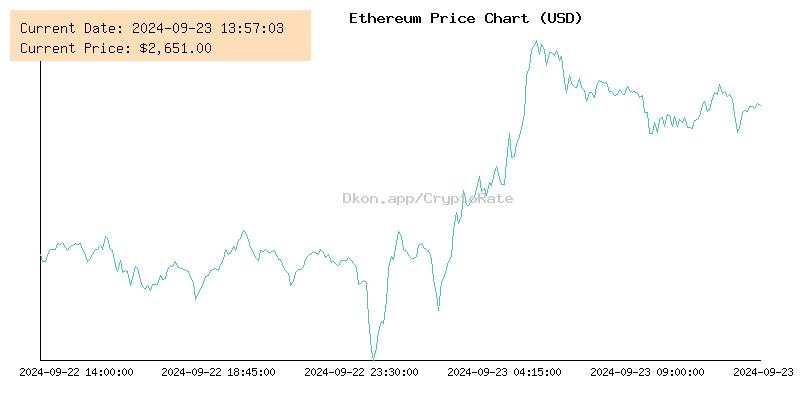 Ethereum Price Chart (USD)
Current Date: 2024-09-23 13:57:03
Current Price: $2,651.00
Dkon.app/CryptoRate
2024-09-22 14:00:00 2024-09-22 18:45:00 2024-09-22 23:30:00 2024-09-23 04:15:00 2024-09-23 09:00:00 2024-09-23